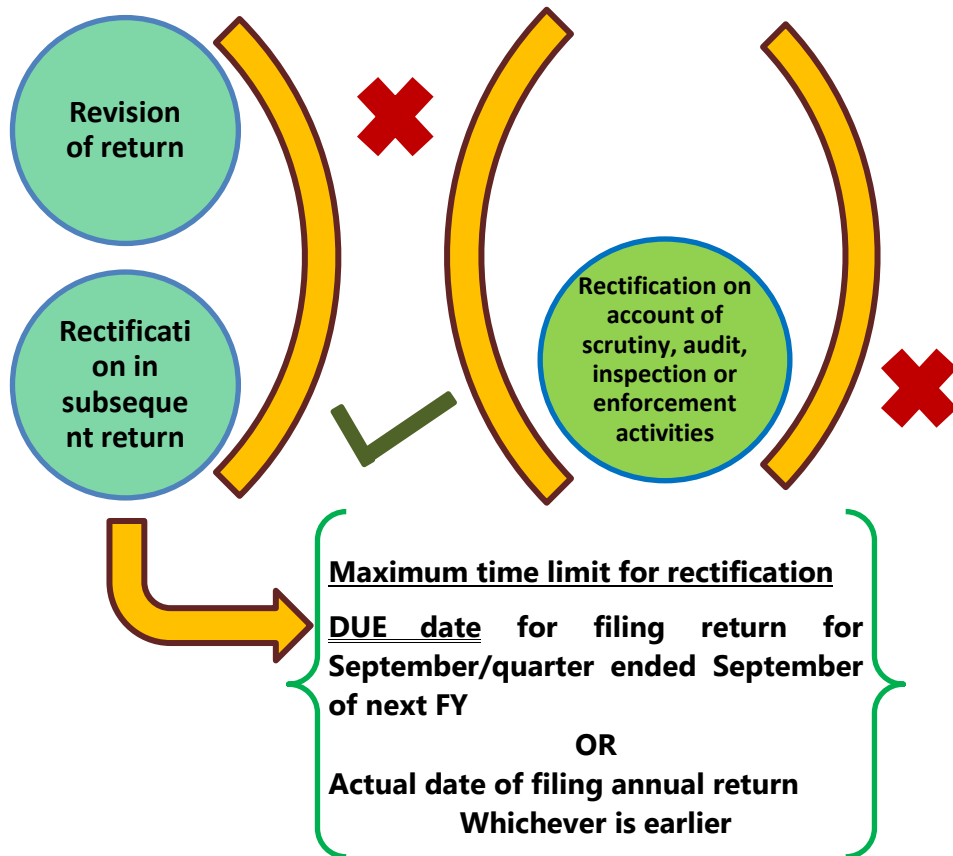 Revision
of return
Rectificati
on in
subseque
nt return
Rectification on
account of
scrutiny, audit,
inspection or
enforcement
activities
Maximum time limit for rectification
DUE date for filing return for
September/quarter ended September
of next FY
OR
Actual date of filing annual return
Whichever is earlier